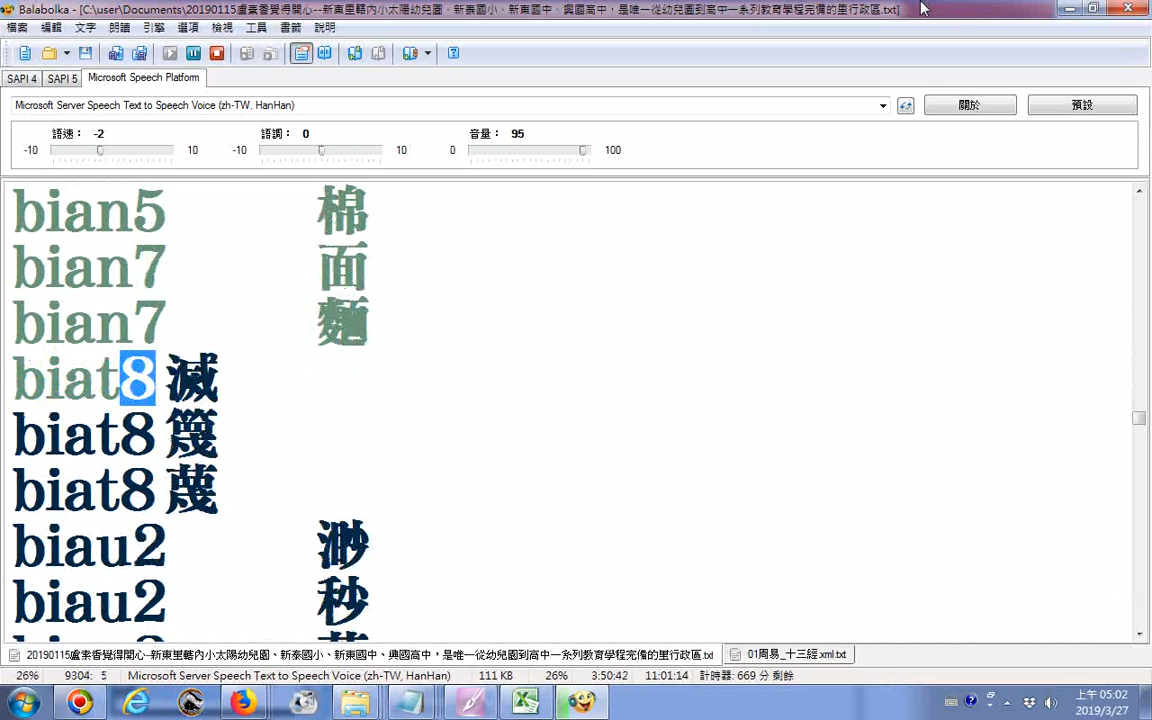 Balabolka - [C:\user\Documents\20190115盧素香覺得開心--新東里轄內小太陽幼兒園、新泰國小、新東國中、興國高中，是唯一從幼兒園到高中一系列教育學程完備的里行政區.txt]
檔案 編輯 文字 朗讀 引擎 選項 檢視 工具 書籤 說明
SAPI 4 SAPI 5 Microsoft Speech Platform
Microsoft Server Speech Text to Speech Voice (zh-TW, HanHan) 關於 預設
語速： -2 語調： 0 音量： 95
-10 10 -10 10 0 100
bian5 棉
bian7 面
bian7 麵
biat8 滅
biat8 篾
biat8 蔑
biau2 渺
biau2 秒
20190115盧素香覺得開心--新東里轄內小太陽幼兒園、新泰國小、新東國中、興國高中，是唯一從幼兒園到高中一系列教育學程完備的里行政區.txt 01周易_十三經.xml.txt
26% 9304: 5 Microsoft Server Speech Text to Speech Voice (zh-TW, HanHan) 111 KB 26% 3:50:42 11:01:14 計時器: 669 分 剩餘
上午 05:02
2019/3/27